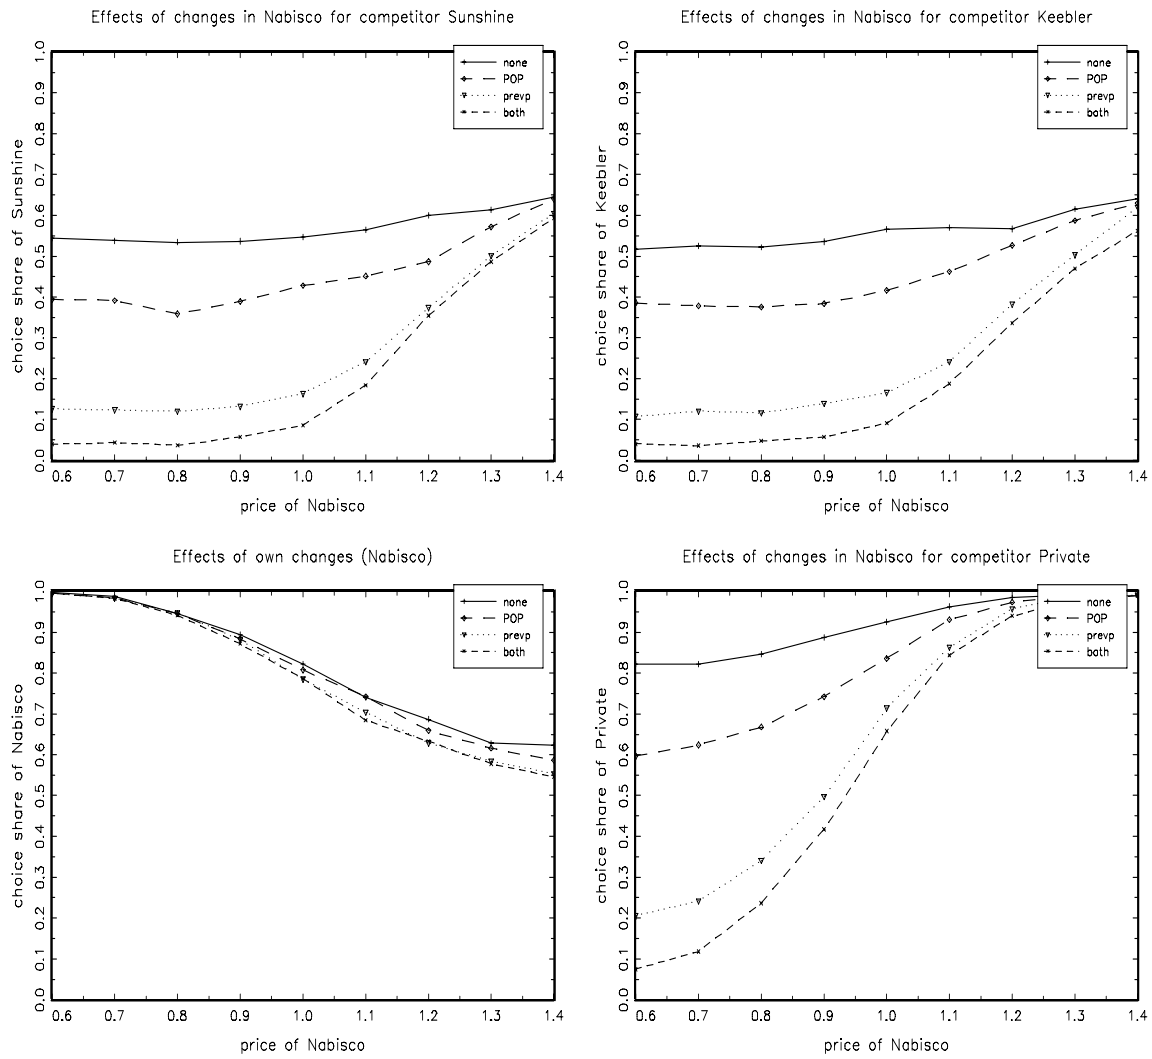 Effects of changes in Nabisco for competitor Sunshine
none
POP
prevp
both
choice share of Sunshine
0.0 0.1 0.2 0.3 0.4 0.5 0.6 0.7 0.8 0.9 1.0
0.6 0.7 0.8 0.9 1.0 1.1 1.2 1.3 1.4
price of Nabisco
Effects of changes in Nabisco for competitor Keebler
none
POP
prevp
both
choice share of Keebler
0.0 0.1 0.2 0.3 0.4 0.5 0.6 0.7 0.8 0.9 1.0
0.6 0.7 0.8 0.9 1.0 1.1 1.2 1.3 1.4
price of Nabisco
Effects of own changes (Nabisco)
none
POP
prevp
both
choice share of Nabisco
0.0 0.1 0.2 0.3 0.4 0.5 0.6 0.7 0.8 0.9 1.0
0.6 0.7 0.8 0.9 1.0 1.1 1.2 1.3 1.4
price of Nabisco
Effects of changes in Nabisco for competitor Private
none
POP
prevp
both
choice share of Private
0.0 0.1 0.2 0.3 0.4 0.5 0.6 0.7 0.8 0.9 1.0
0.6 0.7 0.8 0.9 1.0 1.1 1.2 1.3 1.4
price of Nabisco